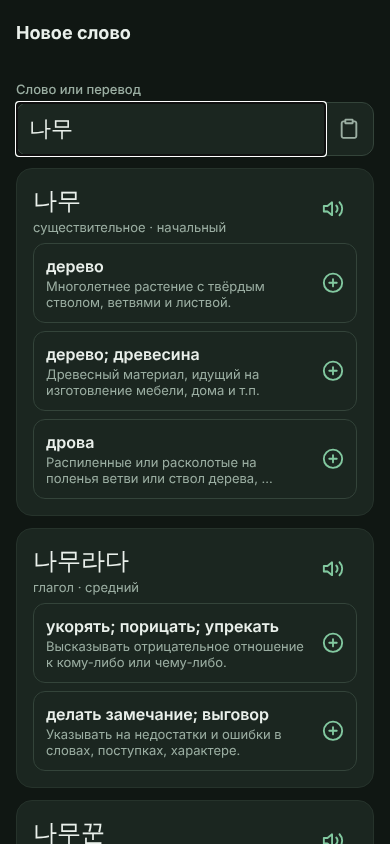 Новое слово
Слово или перевод
나무
나무
существительное · начальный
дерево
Многолетнее растение с твёрдым
стволом, ветвями и листвой.
дерево; древесина
Древесный материал, идущий на
изготовление мебели, дома и т.п.
дрова
Распиленные или расколотые на
поленья ветви или ствол дерева, ...
나무라다
глагол · средний
укорять; порицать; упрекать
Высказывать отрицательное отношение
к кому-либо или чему-либо.
делать замечание; выговор
Указывать на недостатки и ошибки в
словах, поступках, характере.
나무꾼